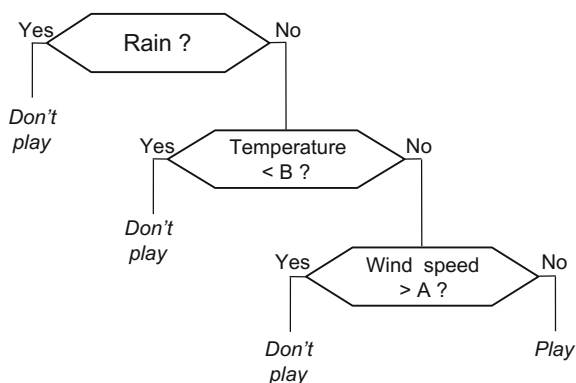 Yes
Rain ?
No
Don't
play
Yes
Temperature
< B ?
No
Don't
play
Yes
Wind speed
> A ?
No
Don't
play
Play